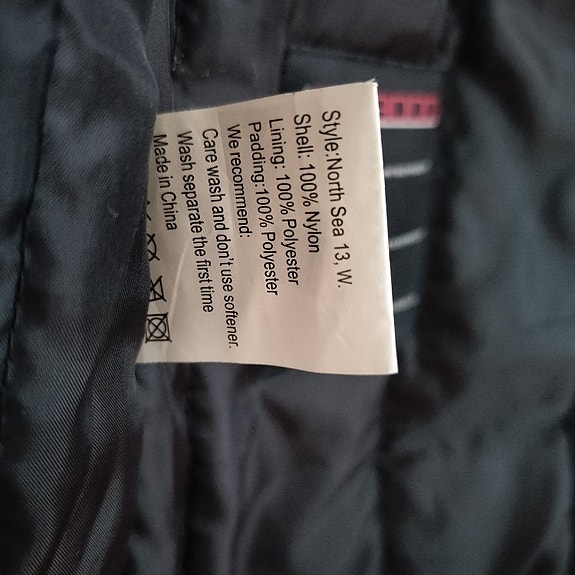 Style:North Sea 13, W.
Shell: 100% Nylon
Lining: 100% Polyester
Padding:100% Polyester
We recommend:
Care wash and don't use softener.
Wash separate the first time
Made in China